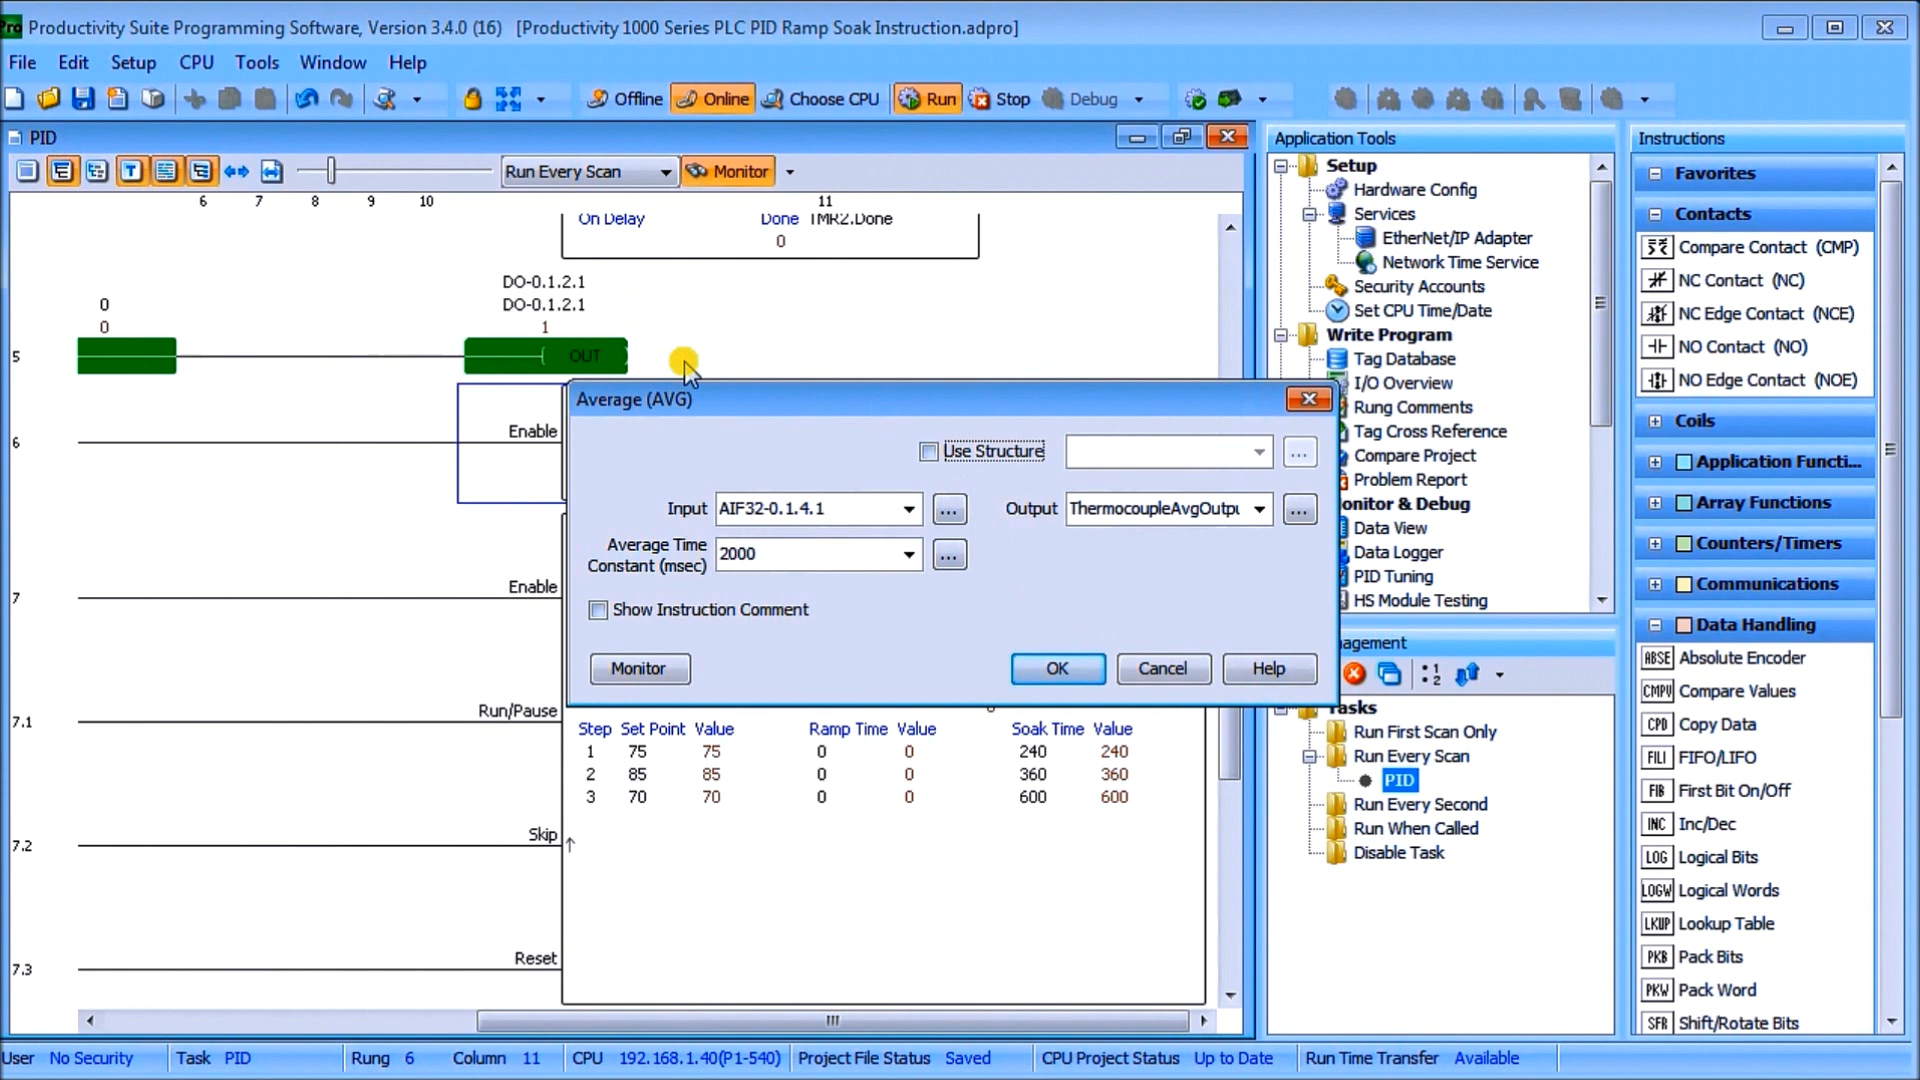 Productivity Suite Programming Software, Version 3.4.0 (16)   [Productivity 1000 Series PLC PID Ramp Soak Instruction.adpro]
File Edit Setup CPU Tools Window Help
Offline Online Choose CPU Run Stop Debug
PID
Run Every Scan Monitor
6 7 8 9 10 11
On Delay Done TMR2.Done
0
DO-0.1.2.1
0 DO-0.1.2.1
0 1
5 OUT
6 Enable
7 Enable
7.1 Run/Pause
7.2 Skip
7.3 Reset
Average (AVG)
Use Structure
Input AIF32-0.1.4.1 ... Output ThermocoupleAvgOutpu ...
Average Time
Constant (msec) 2000 ...
Show Instruction Comment
Monitor OK Cancel Help
Step Set Point Value Ramp Time Value Soak Time Value
1 75 75 0 0 240 240
2 85 85 0 0 360 360
3 70 70 0 0 600 600
Application Tools
Setup
Hardware Config
Services
EtherNet/IP Adapter
Network Time Service
Security Accounts
Set CPU Time/Date
Write Program
Tag Database
I/O Overview
Rung Comments
Tag Cross Reference
Compare Project
Problem Report
onitor & Debug
Data View
Data Logger
PID Tuning
HS Module Testing
agement
Tasks
Run First Scan Only
Run Every Scan
PID
Run Every Second
Run When Called
Disable Task
Instructions
Favorites
Contacts
Compare Contact (CMP)
NC Contact (NC)
NC Edge Contact (NCE)
NO Contact (NO)
NO Edge Contact (NOE)
Coils
Application Functi...
Array Functions
Counters/Timers
Communications
Data Handling
ABSE Absolute Encoder
CMPV Compare Values
CPD Copy Data
FILI FIFO/LIFO
FIB First Bit On/Off
INC Inc/Dec
LOG Logical Bits
LOGW Logical Words
LKUP Lookup Table
PKB Pack Bits
PKW Pack Word
SFR Shift/Rotate Bits
User No Security Task PID Rung 6 Column 11 CPU 192.168.1.40(P1-540) Project File Status Saved CPU Project Status Up to Date Run Time Transfer Available